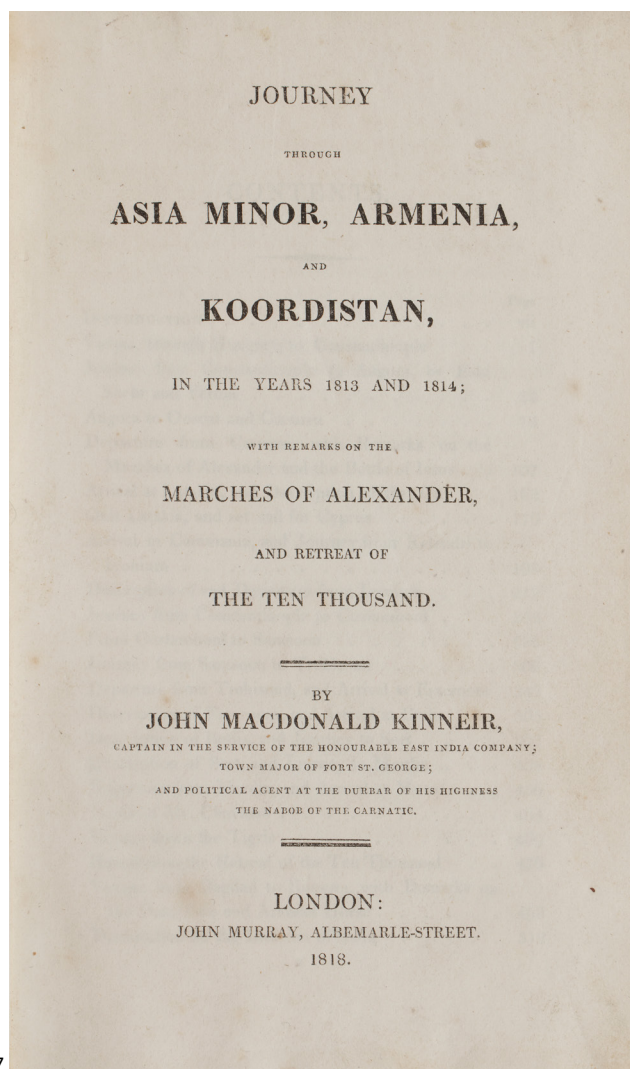 JOURNEY
THROUGH
ASIA MINOR, ARMENIA,
AND
KOORDISTAN,
IN THE YEARS 1813 AND 1814;
WITH REMARKS ON THE
MARCHES OF ALEXANDER,
AND RETREAT OF
THE TEN THOUSAND.
BY
JOHN MACDONALD KINNEIR,
CAPTAIN IN THE SERVICE OF THE HONOURABLE EAST INDIA COMPANY;
TOWN MAJOR OF FORT ST. GEORGE;
AND POLITICAL AGENT AT THE DURBAR OF HIS HIGHNESS
THE NABOB OF THE CARNATIC.
LONDON:
JOHN MURRAY, ALBEMARLE-STREET.
1818.
7